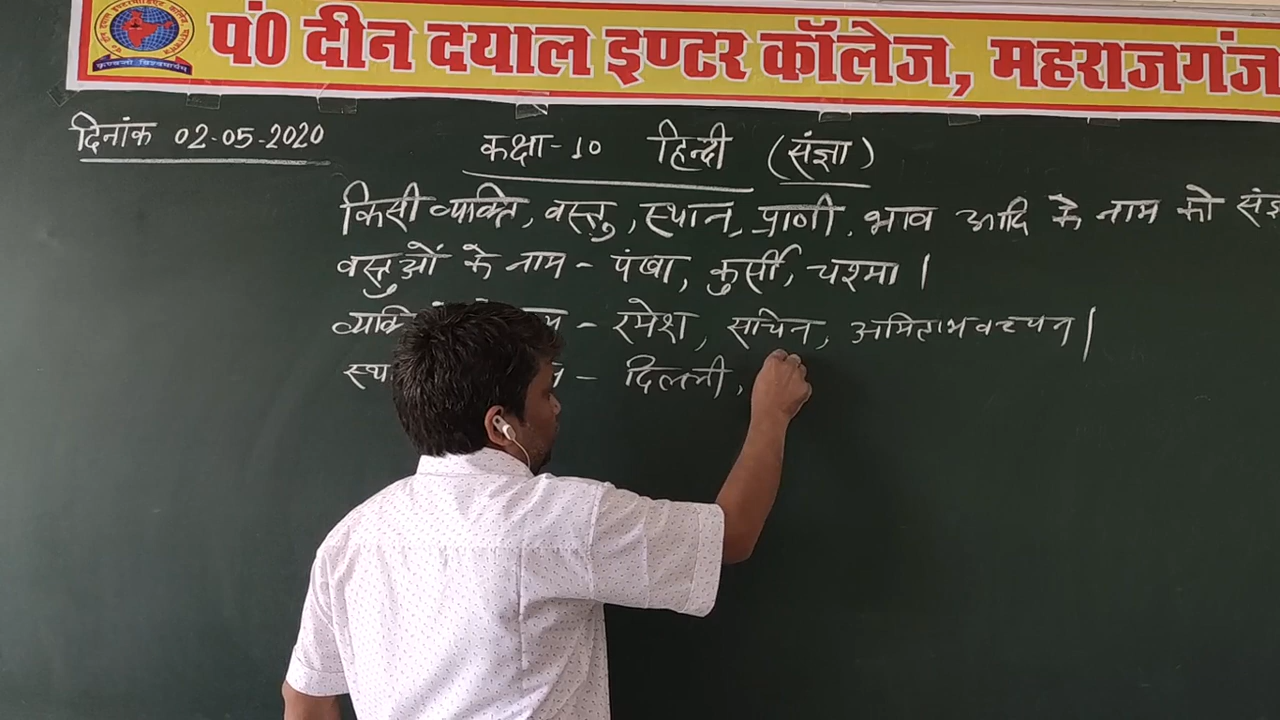 पं0 दीन दयाल इण्टर कॉलेज, महराजगंज
दिनांक 02-05-2020
कक्षा-10 हिन्दी (संज्ञा)
किसी व्यक्ति, वस्तु, स्थान, प्राणी, भाव आदि के नाम को
वस्तुओं के नाम - पंखा, कुर्सी, चश्मा।
- रमेश, सचिन, अमिताभ बच्चन।
- दिल्ली,